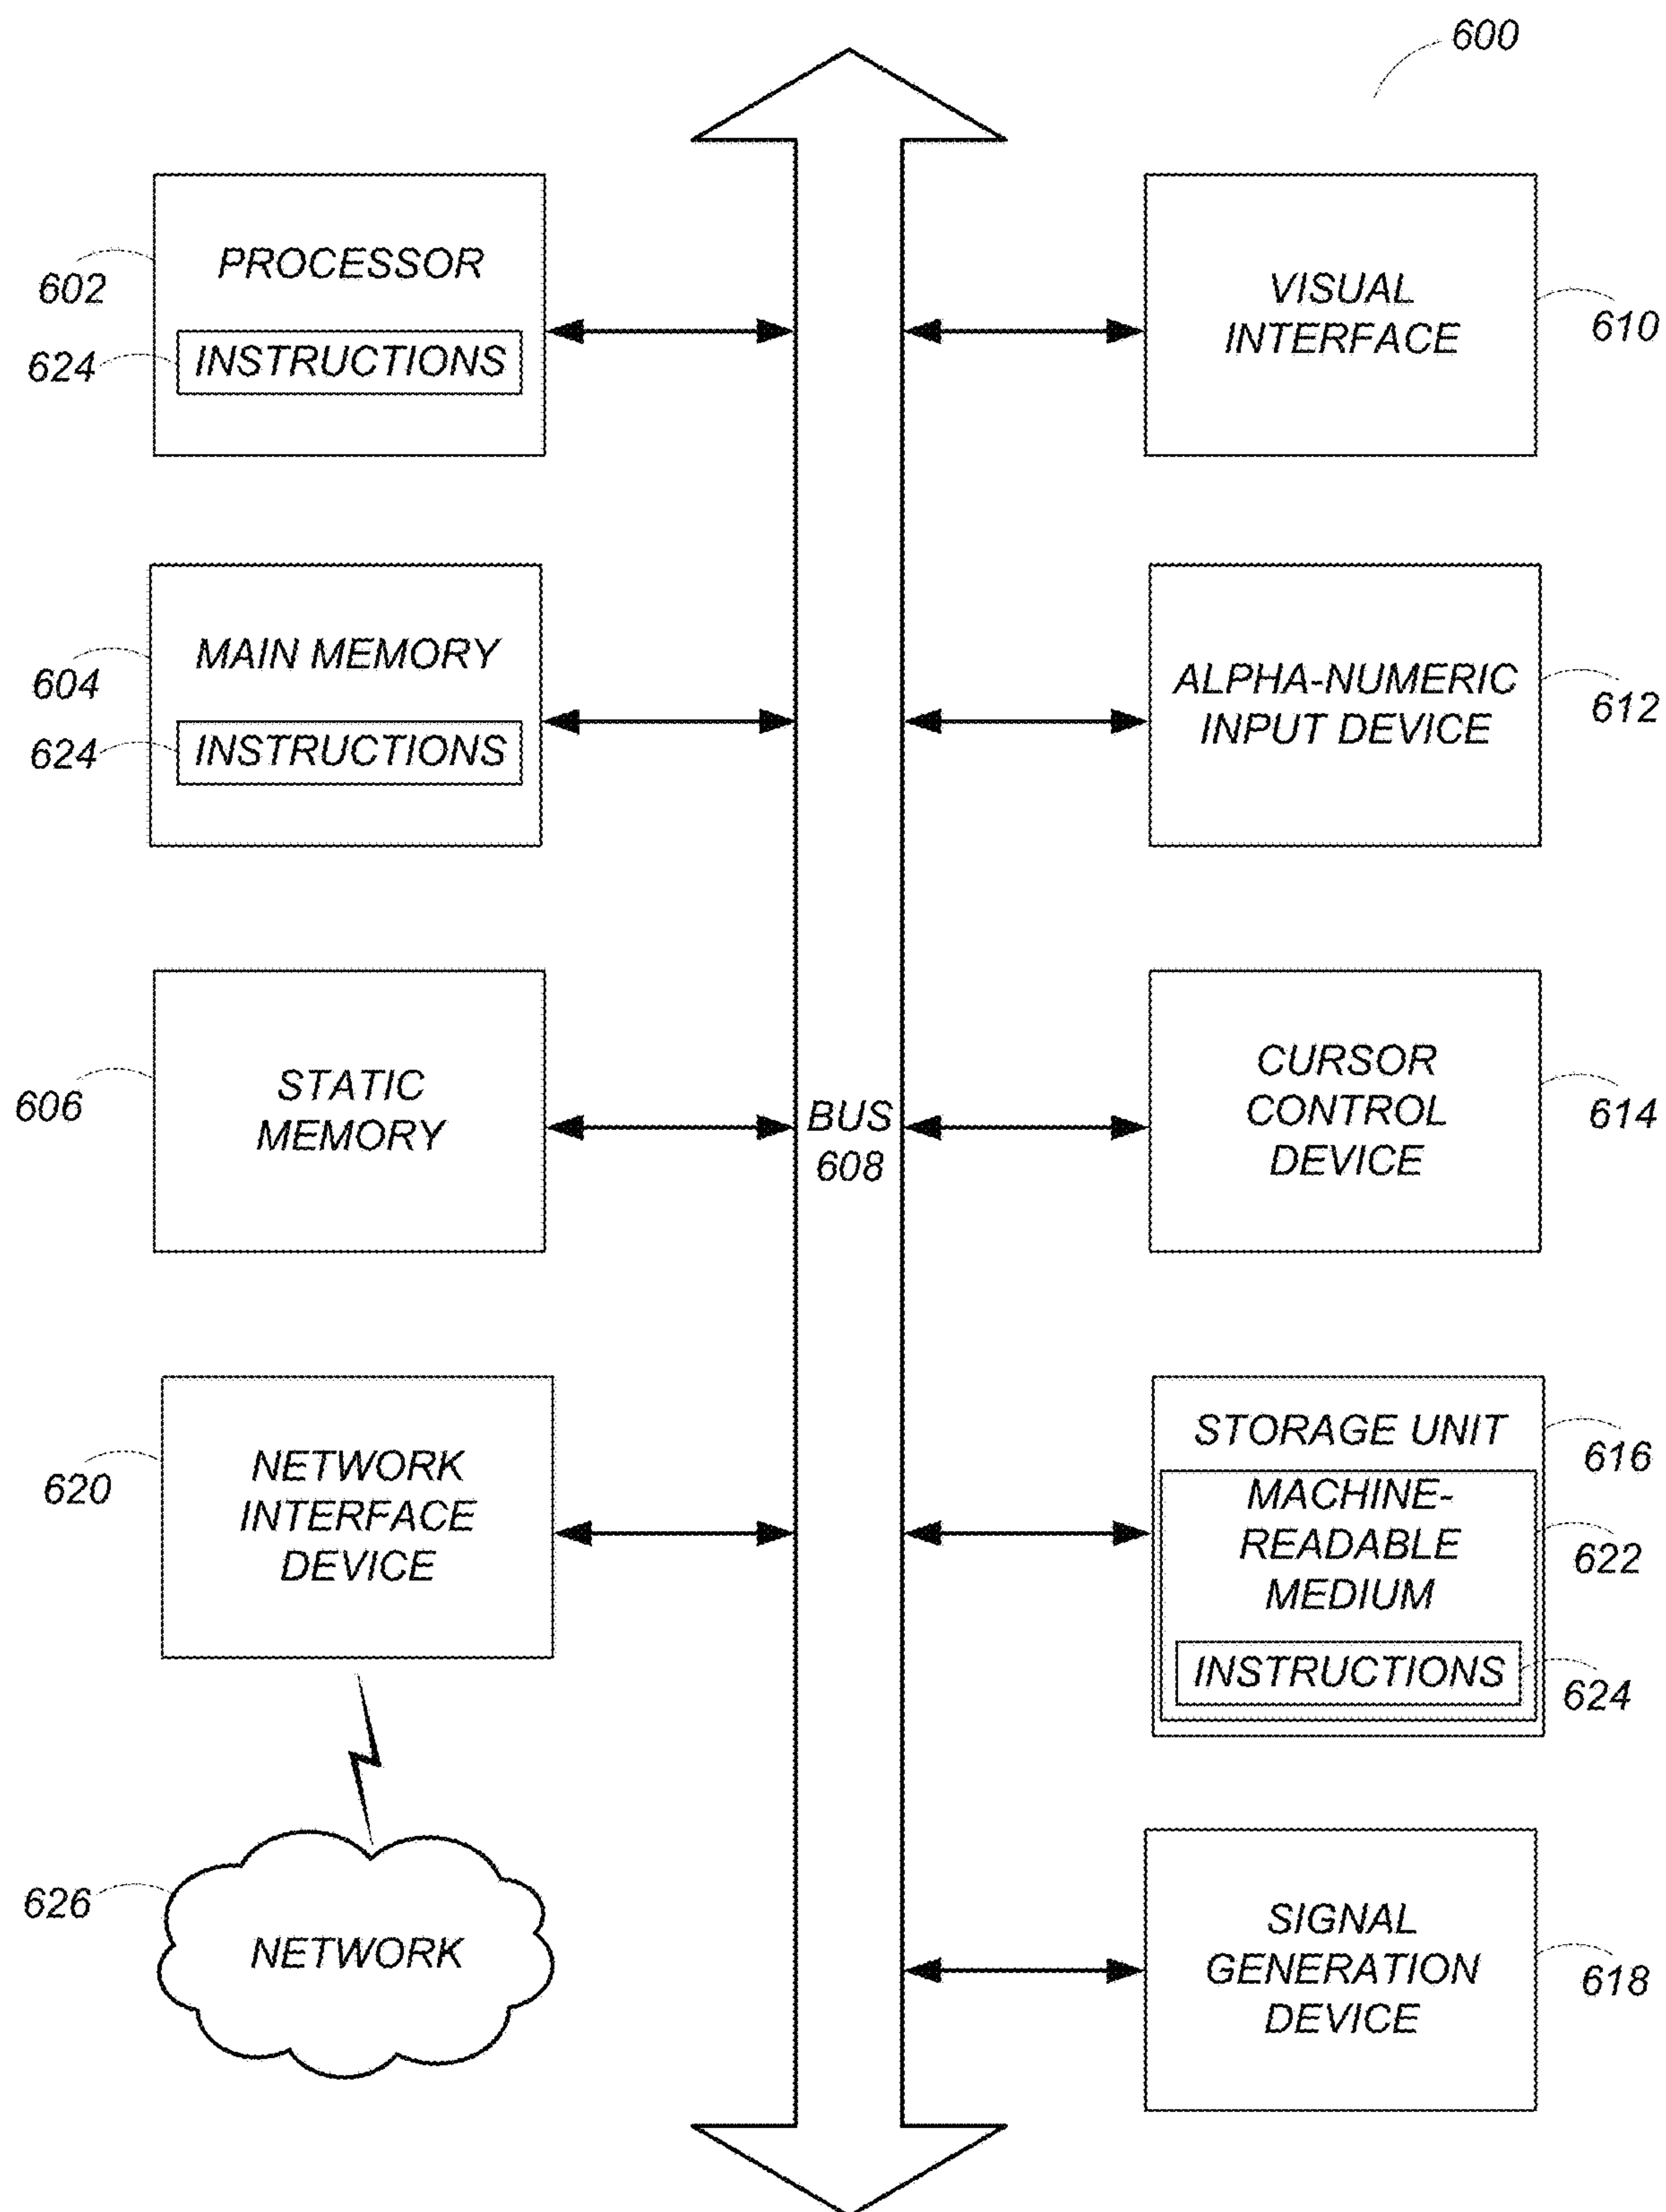 600
PROCESSOR
602
INSTRUCTIONS
624
MAIN MEMORY
604
INSTRUCTIONS
624
STATIC
MEMORY
606
NETWORK
INTERFACE
DEVICE
620
NETWORK
626
BUS
608
VISUAL
INTERFACE
610
ALPHA-NUMERIC
INPUT DEVICE
612
CURSOR
CONTROL
DEVICE
614
STORAGE UNIT
616
MACHINE-
READABLE
MEDIUM
622
INSTRUCTIONS
624
SIGNAL
GENERATION
DEVICE
618